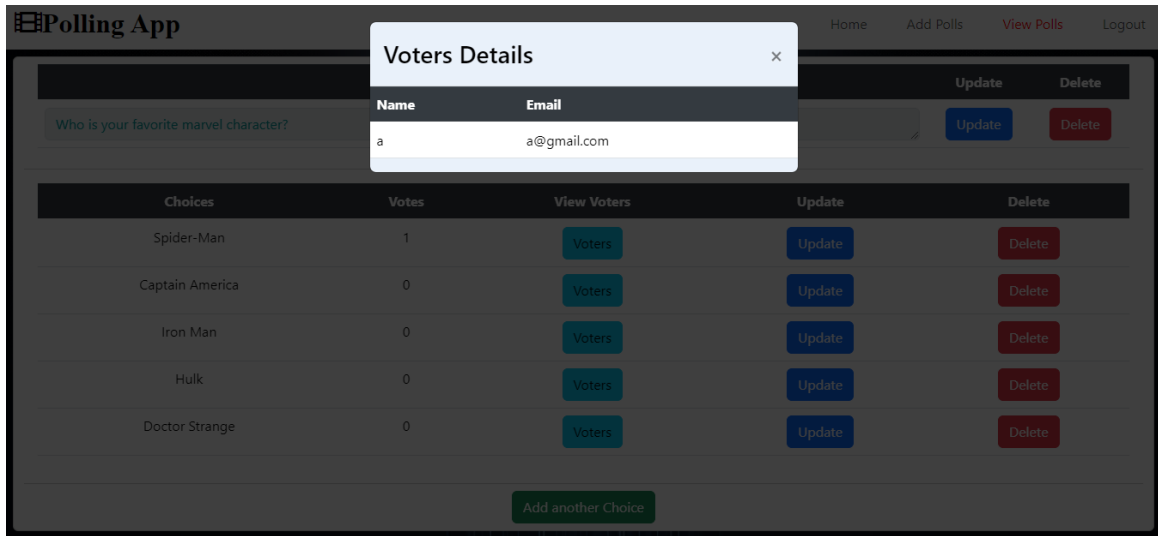 Polling App
Home Add Polls View Polls Logout
Voters Details ×
Name Email
a a@gmail.com
Update Delete
Who is your favorite marvel character? Update Delete
Choices Votes View Voters Update Delete
Spider-Man 1 Voters Update Delete
Captain America 0 Voters Update Delete
Iron Man 0 Voters Update Delete
Hulk 0 Voters Update Delete
Doctor Strange 0 Voters Update Delete
Add another Choice